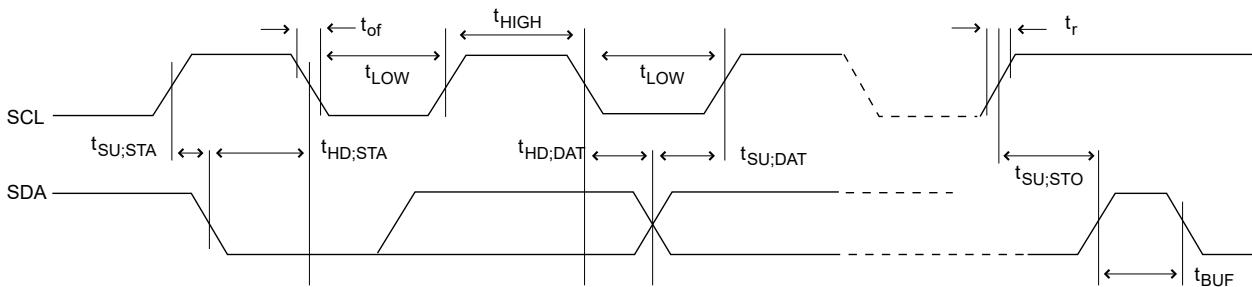 t_of
t_HIGH
t_r
t_LOW
t_LOW
SCL
t_SU;STA
t_HD;STA
t_HD;DAT
t_SU;DAT
t_SU;STO
SDA
t_BUF